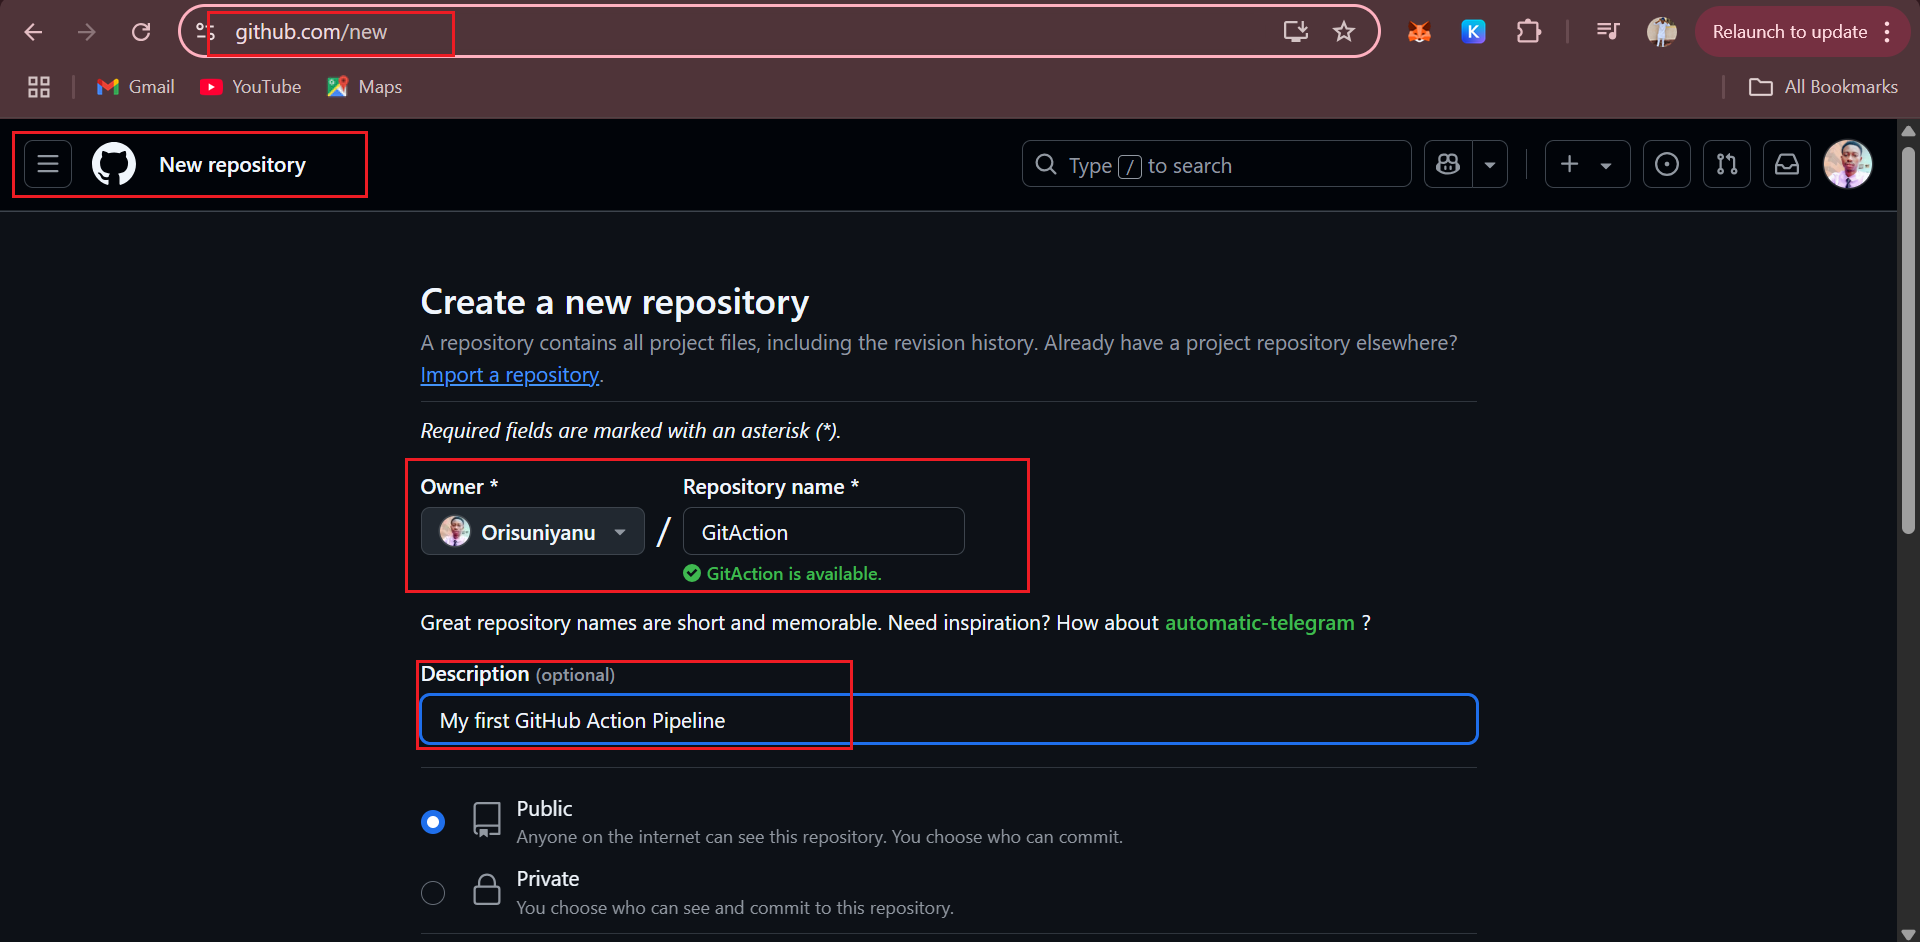 github.com/new
Relaunch to update
Gmail
YouTube
Maps
All Bookmarks
New repository
Type / to search
Create a new repository
A repository contains all project files, including the revision history. Already have a project repository elsewhere?
Import a repository.
Required fields are marked with an asterisk (*).
Owner *
Repository name *
Orisuniyanu
/
GitAction
GitAction is available.
Great repository names are short and memorable. Need inspiration? How about automatic-telegram ?
Description (optional)
My first GitHub Action Pipeline
Public
Anyone on the internet can see this repository. You choose who can commit.
Private
You choose who can see and commit to this repository.